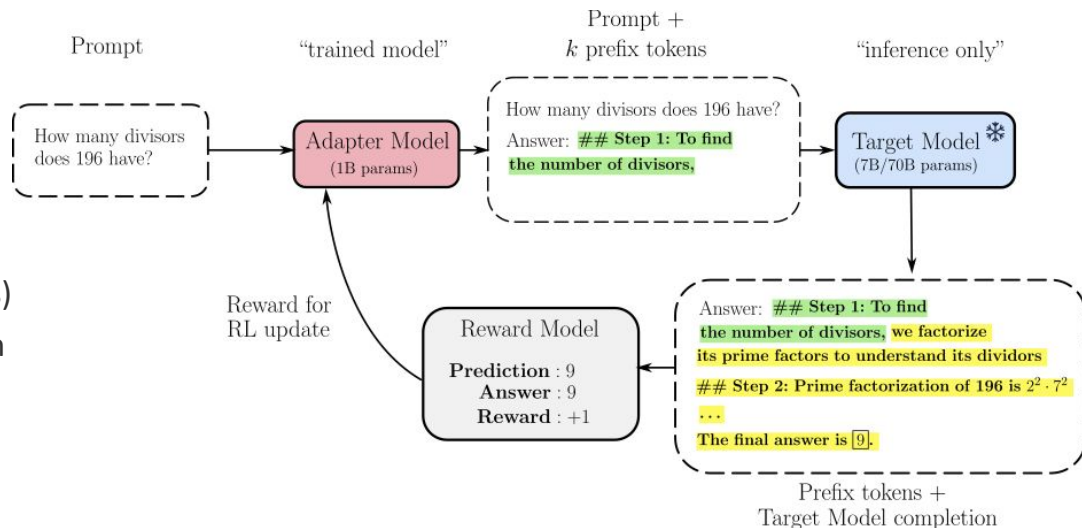 Prompt
“trained model”
Prompt +
k prefix tokens
“inference only”
How many divisors
does 196 have?
Adapter Model
(1B params)
How many divisors does 196 have?
Answer: ## Step 1: To find
the number of divisors,
Target Model
(7B/70B params)
)
Reward for
RL update
Reward Model
Prediction : 9
Answer : 9
Reward : +1
Answer: ## Step 1: To find
the number of divisors, we factorize
its prime factors to understand its dividors
## Step 2: Prime factorization of 196 is 2² · 7²
...
The final answer is 9.
Prefix tokens +
Target Model completion